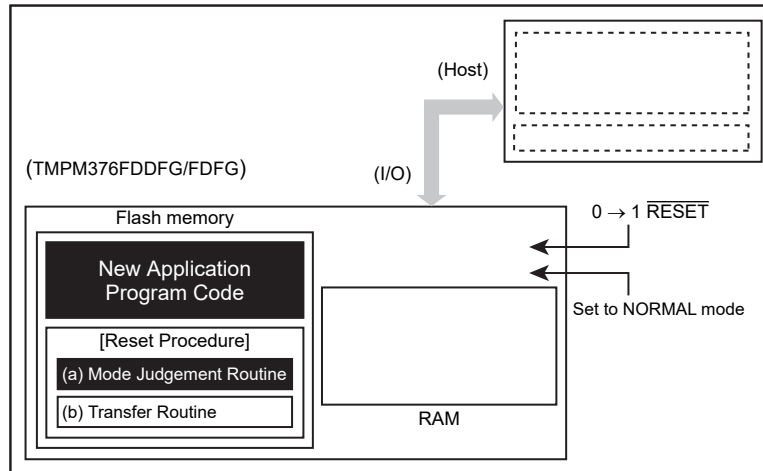 (Host)
(TMPM376FDDFG/FDFG)
(I/O)
Flash memory
0 → 1 RESET
New Application
Program Code
Set to NORMAL mode
[Reset Procedure]
(a) Mode Judgement Routine
(b) Transfer Routine
RAM